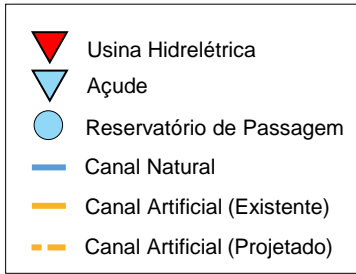 Usina Hidrelétrica
Açude
Reservatório de Passagem
Canal Natural
Canal Artificial (Existente)
Canal Artificial (Projetado)